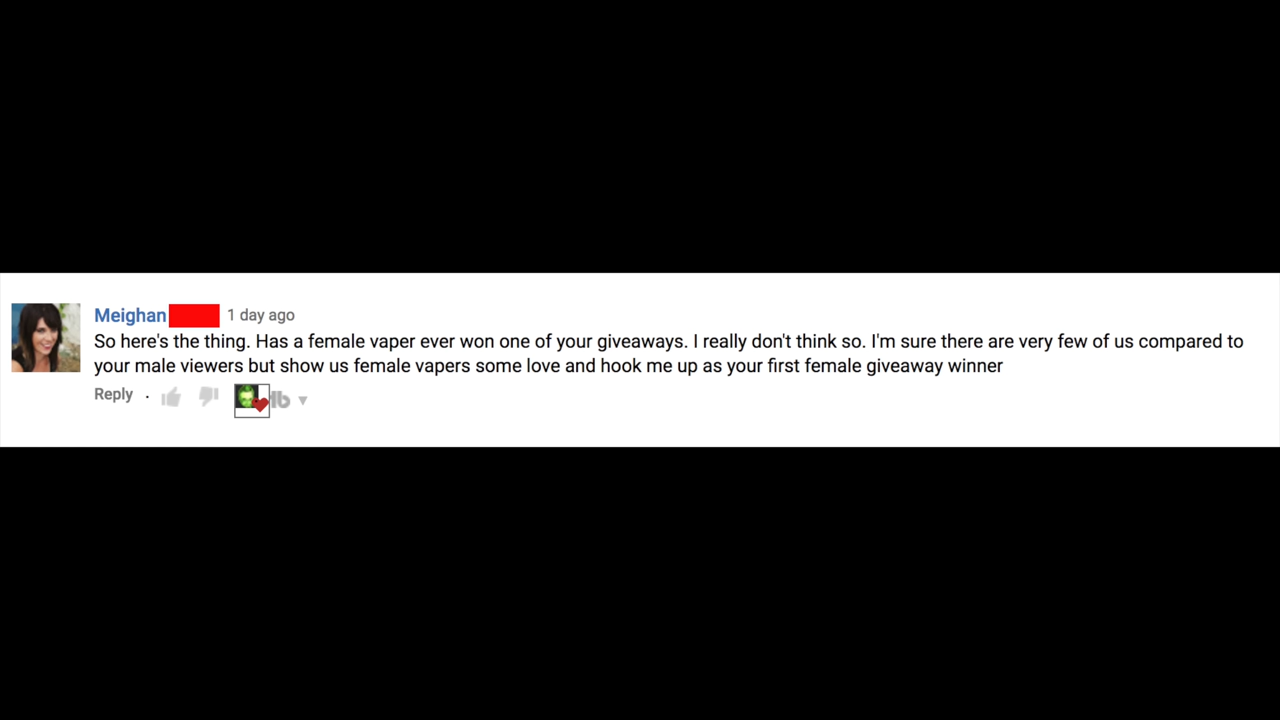 Meighan 1 day ago
So here's the thing. Has a female vaper ever won one of your giveaways. I really don't think so. I'm sure there are very few of us compared to
your male viewers but show us female vapers some love and hook me up as your first female giveaway winner
Reply ·